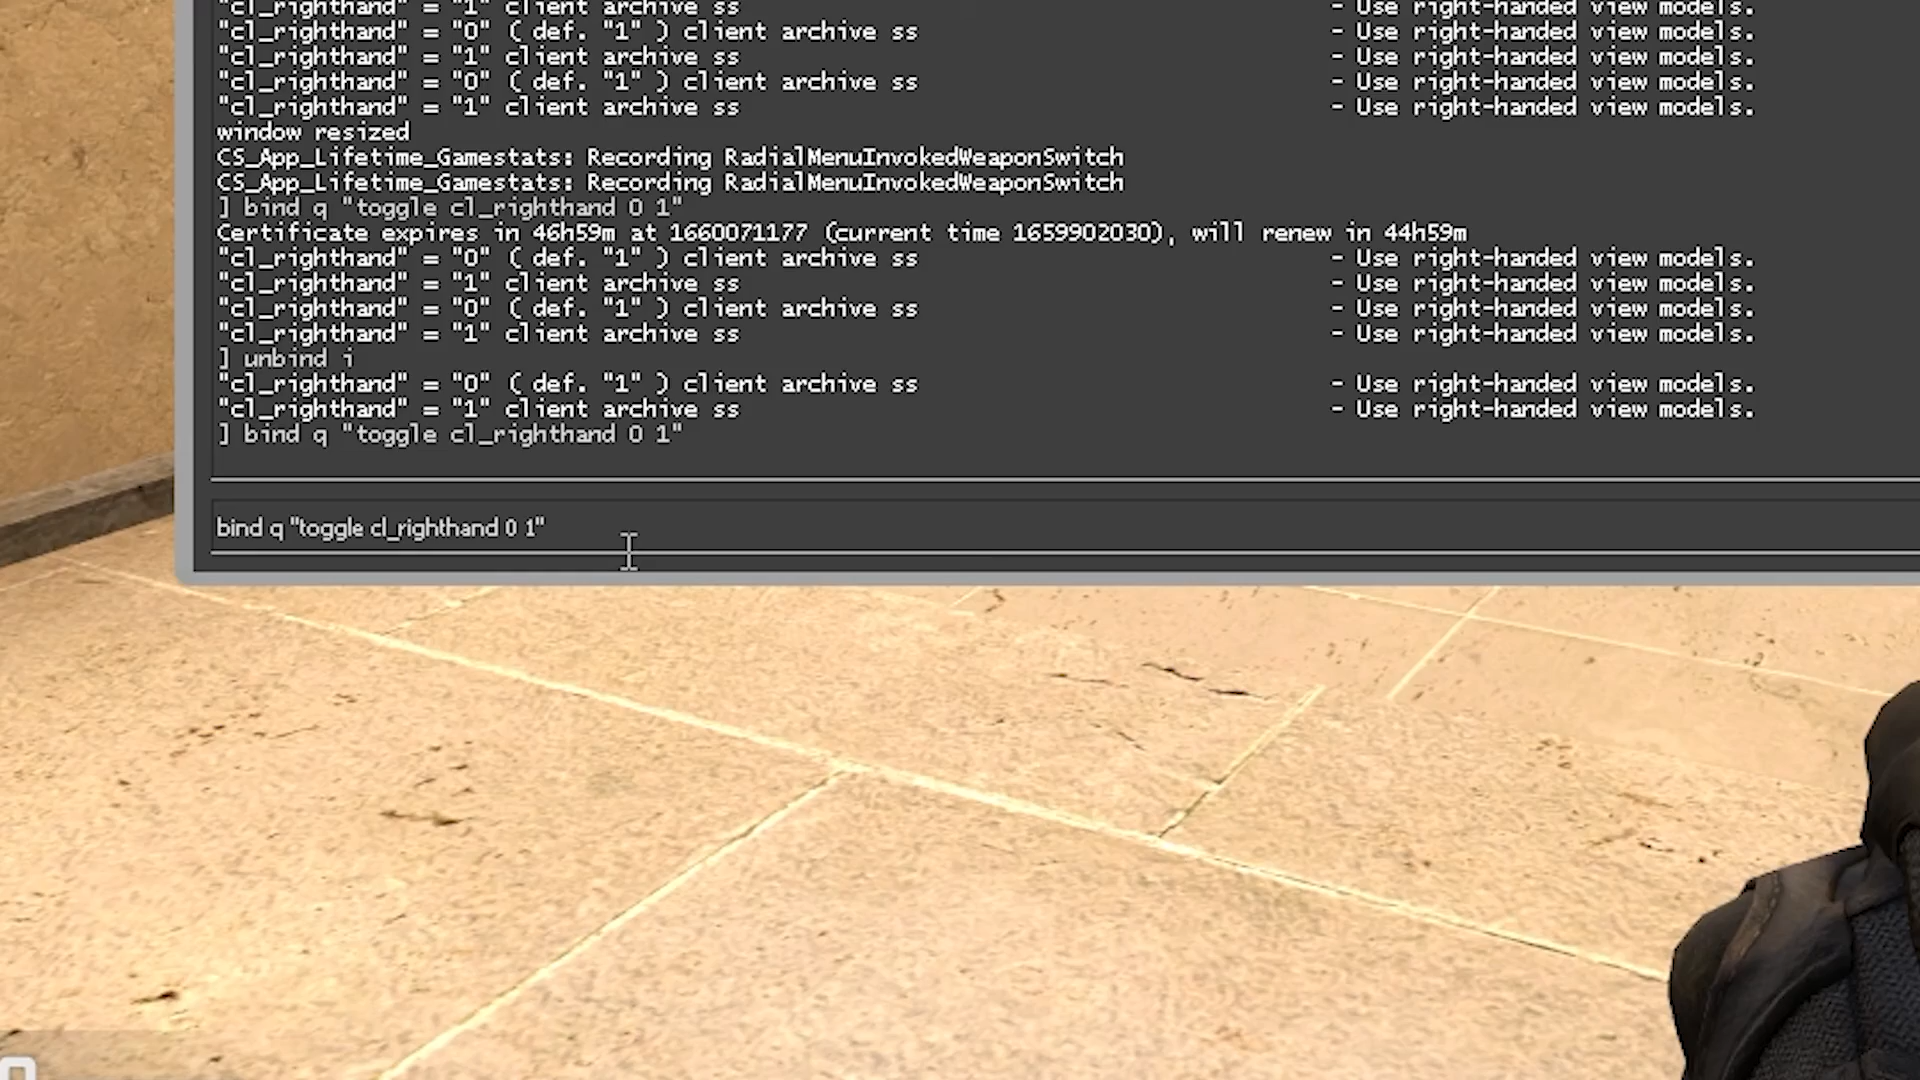 "cl_righthand" = "1" client archive ss - Use right-handed view models.
"cl_righthand" = "0" ( def. "1" ) client archive ss - Use right-handed view models.
"cl_righthand" = "1" client archive ss - Use right-handed view models.
"cl_righthand" = "0" ( def. "1" ) client archive ss - Use right-handed view models.
"cl_righthand" = "1" client archive ss - Use right-handed view models.
window resized
CS_App_Lifetime_Gamestats: Recording RadialMenuInvokedWeaponSwitch
CS_App_Lifetime_Gamestats: Recording RadialMenuInvokedWeaponSwitch
] bind q "toggle cl_righthand 0 1"
Certificate expires in 46h59m at 1660071177 (current time 1659902030), will renew in 44h59m
"cl_righthand" = "0" ( def. "1" ) client archive ss - Use right-handed view models.
"cl_righthand" = "1" client archive ss - Use right-handed view models.
"cl_righthand" = "0" ( def. "1" ) client archive ss - Use right-handed view models.
"cl_righthand" = "1" client archive ss - Use right-handed view models.
] unbind i
"cl_righthand" = "0" ( def. "1" ) client archive ss - Use right-handed view models.
"cl_righthand" = "1" client archive ss - Use right-handed view models.
] bind q "toggle cl_righthand 0 1"
bind q "toggle cl_righthand 0 1"